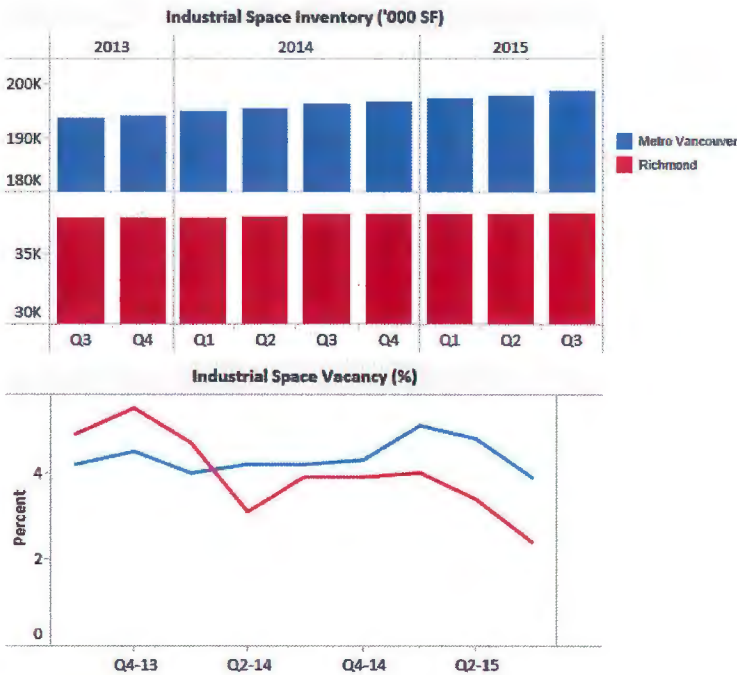 Industrial Space Inventory ('000 SF)
2013 2014 2015
200K
190K
180K
Metro Vancouver
Richmond
35K
30K
Q3 Q4 Q1 Q2 Q3 Q4 Q1 Q2 Q3
Industrial Space Vacancy (%)
4
2
0
Percent
Q4-13 Q2-14 Q4-14 Q2-15